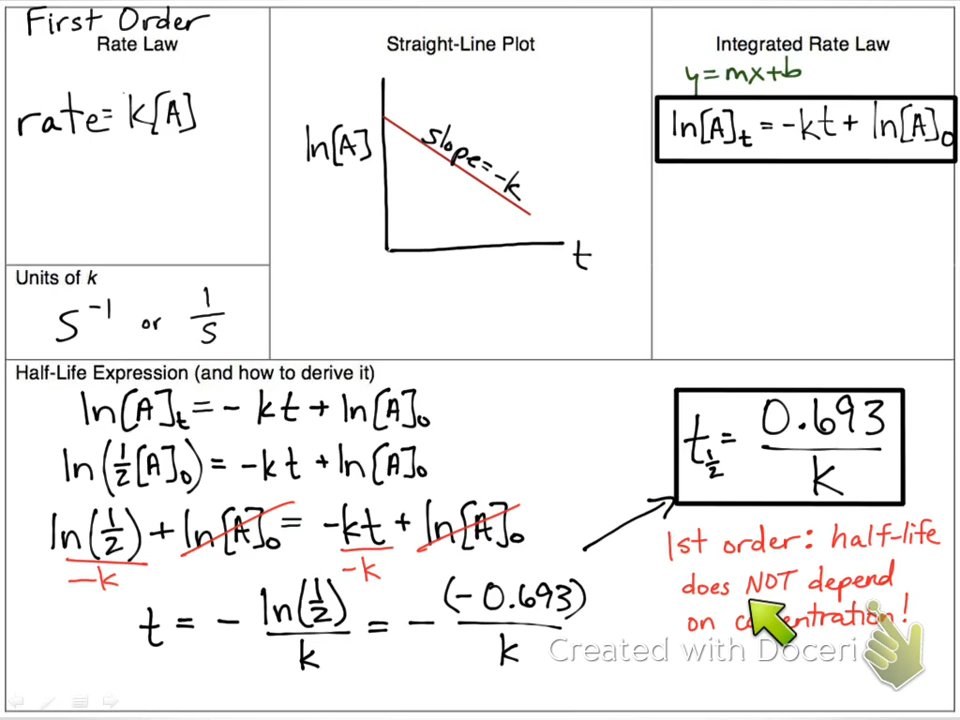 First Order
Rate Law
rate = k[A]
Units of k
S⁻¹ or 1/S
Straight-Line Plot
ln[A]
slope = -k
t
Integrated Rate Law
y = mx+b
ln[A]t = -kt + ln[A]0
Half-Life Expression (and how to derive it)
ln[A]t = - kt + ln[A]0
ln(1/2[A]0) = -kt + ln[A]0
ln(1/2) + ln[A]0 = -kt + ln[A]0
-k -k
t = - ln(1/2)/k = - (-0.693)/k
t1/2 = 0.693/k
1st order: half-life
does NOT depend
on concentration!
Created with Doceri